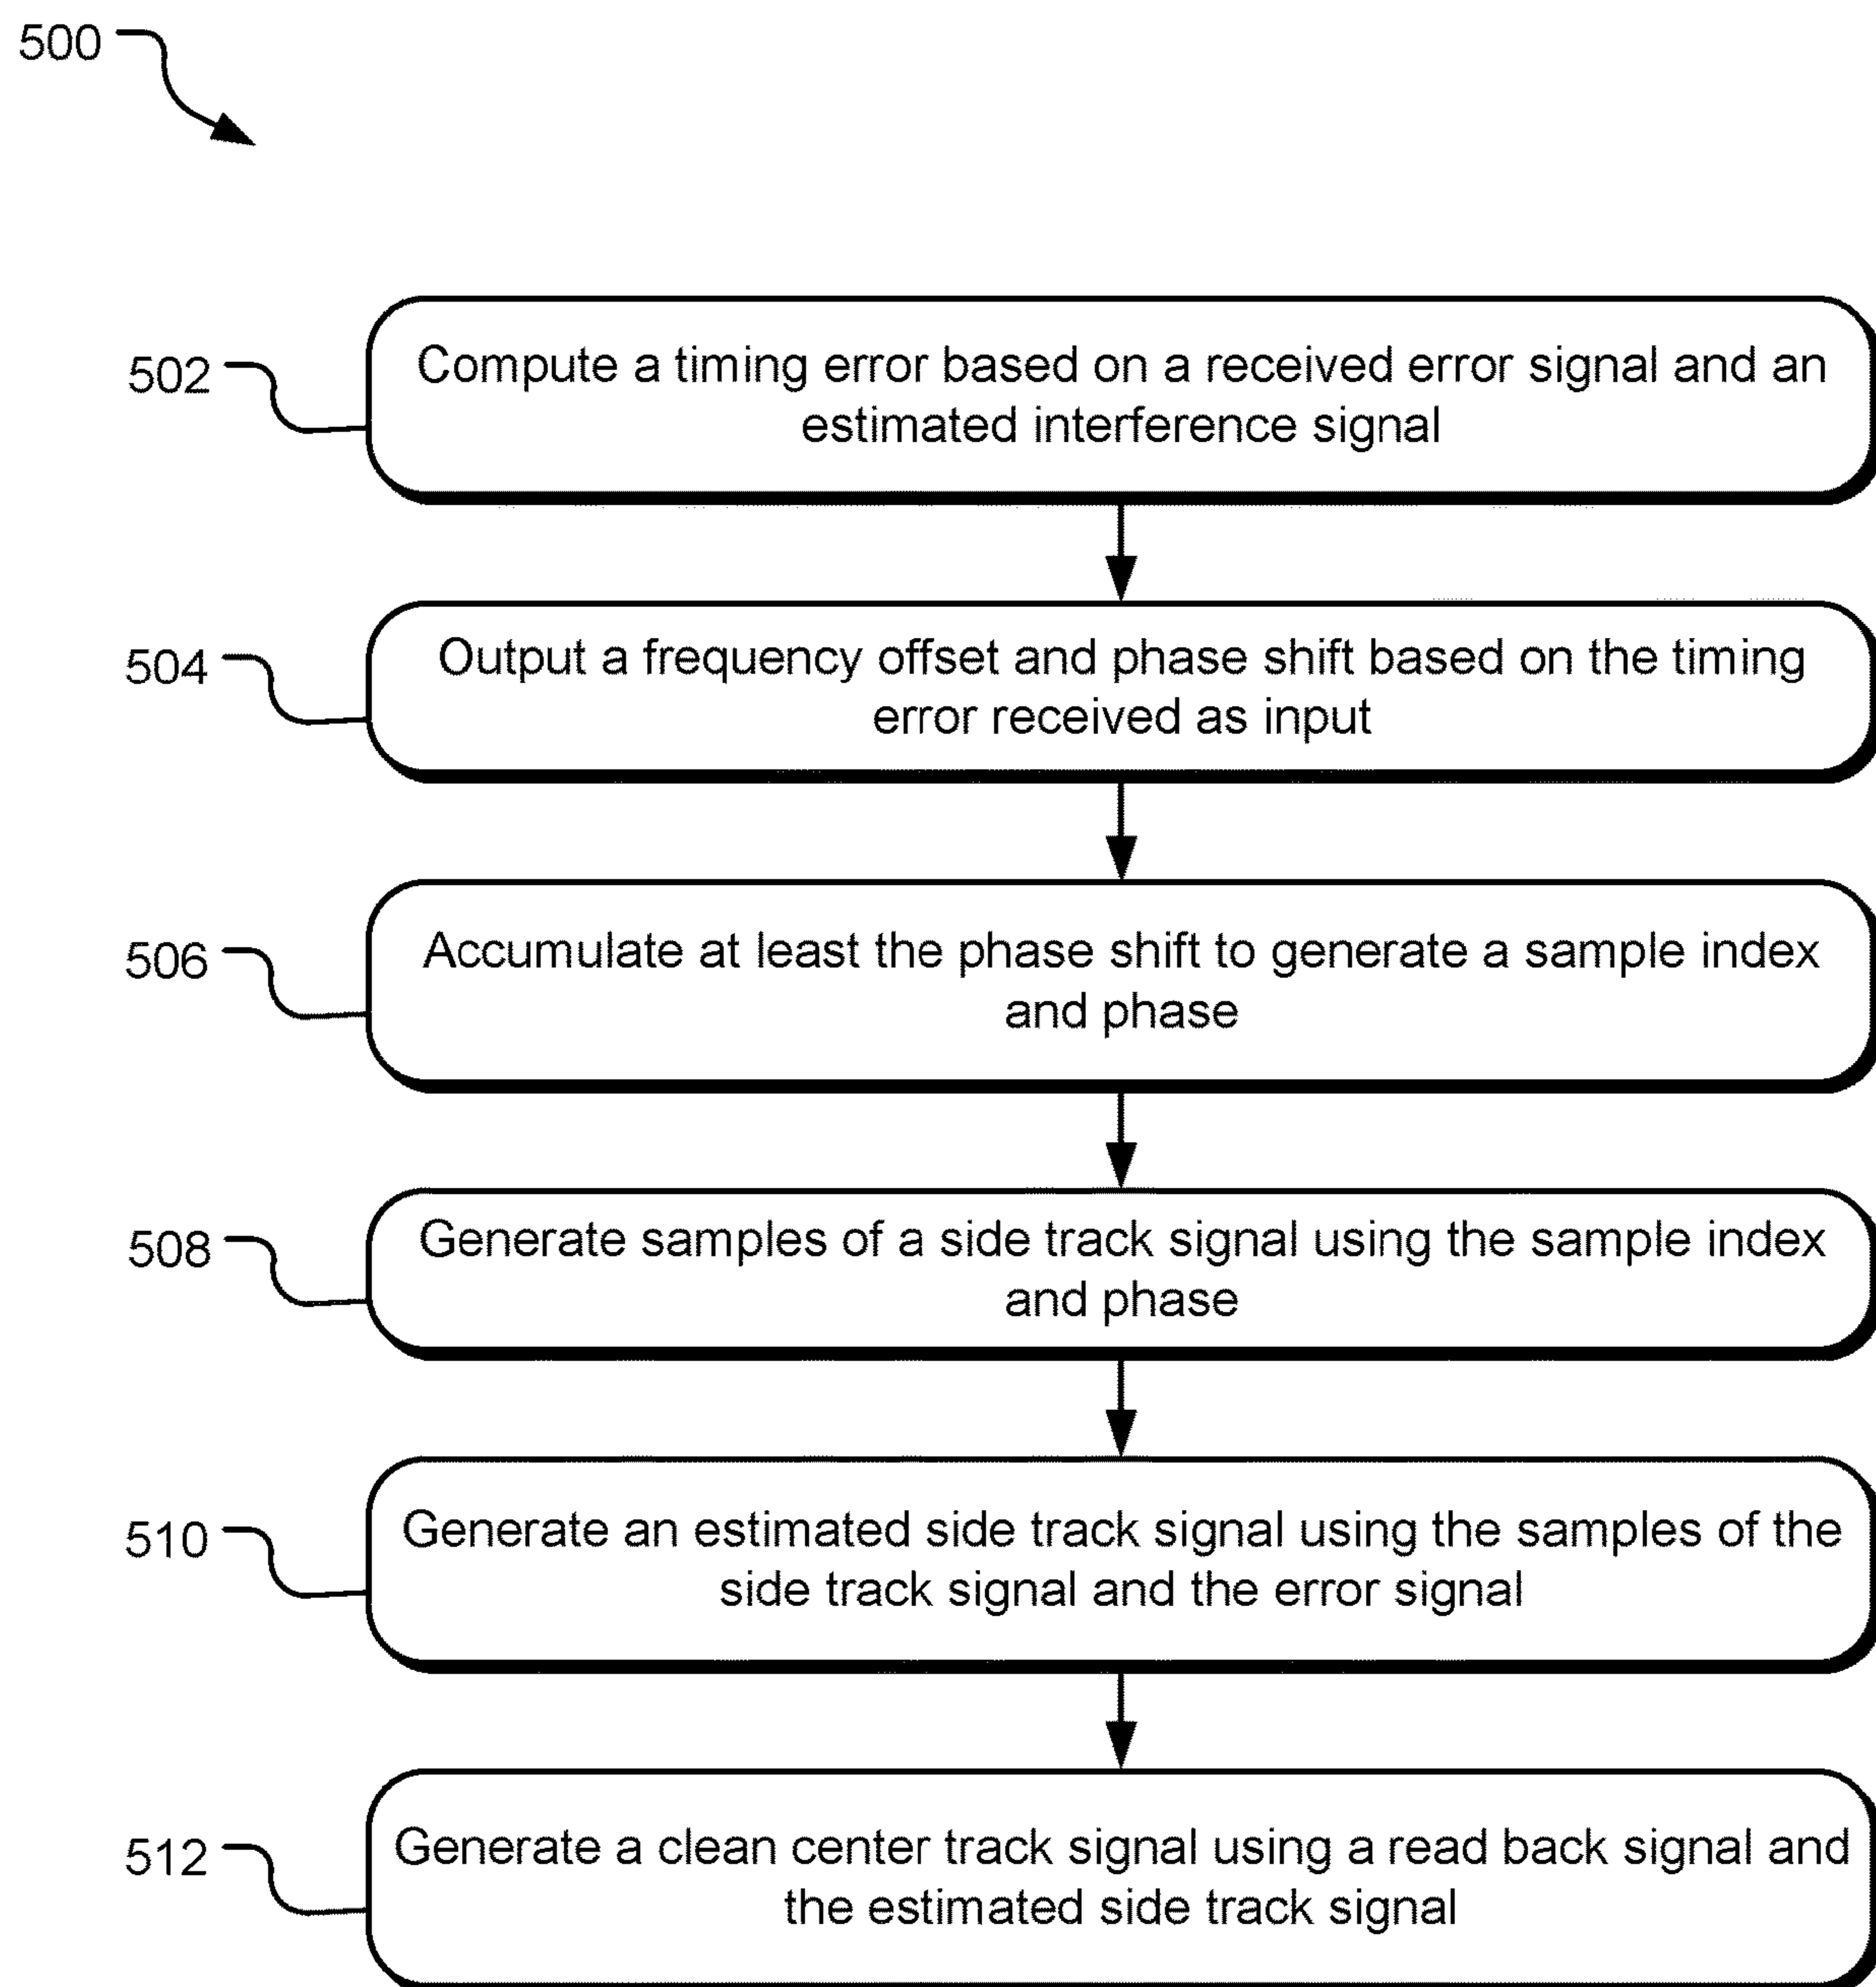 500
502
Compute a timing error based on a received error signal and an
estimated interference signal
504
Output a frequency offset and phase shift based on the timing
error received as input
506
Accumulate at least the phase shift to generate a sample index
and phase
508
Generate samples of a side track signal using the sample index
and phase
510
Generate an estimated side track signal using the samples of the
side track signal and the error signal
512
Generate a clean center track signal using a read back signal and
the estimated side track signal